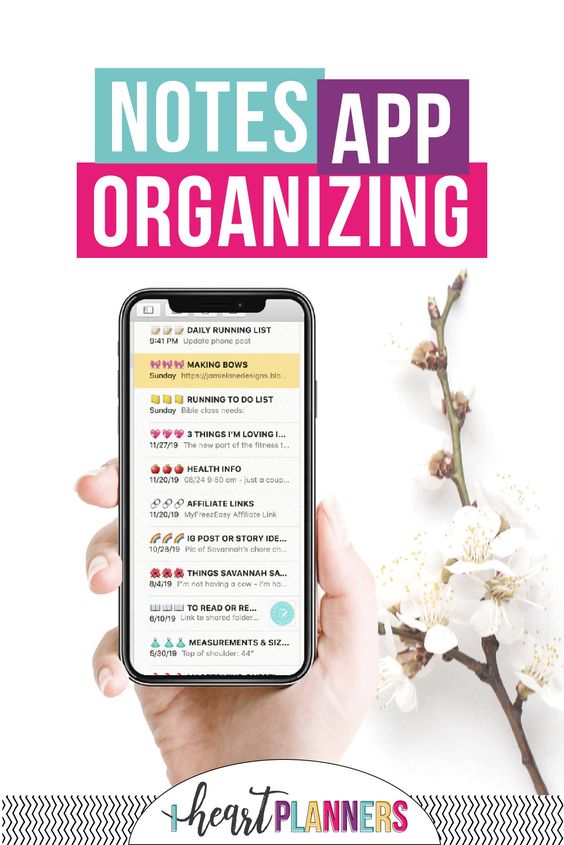 NOTES APP
ORGANIZING
DAILY RUNNING LIST
9:41 PM Update phone post
MAKING BOWS
Sunday https://jamielanedesigns.blo...
RUNNING TO DO LIST
Sunday Bible class needs:
3 THINGS I'M LOVING I...
11/27/19 The new part of the fitness t...
HEALTH INFO
11/20/19 08/24 9:50 am - just a coup...
AFFILIATE LINKS
11/20/19 MyFreezEasy Affiliate Link
IG POST OR STORY IDE...
10/28/19 Pic of Savannah's chore ch...
THINGS SAVANNAH SA...
8/4/19 I'm not having a cow - I'm ho...
TO READ OR RE...
6/10/19 Link to shared folder...
MEASUREMENTS & SIZ...
5/30/19 Top of shoulder: 44"
I heart PLANNERS